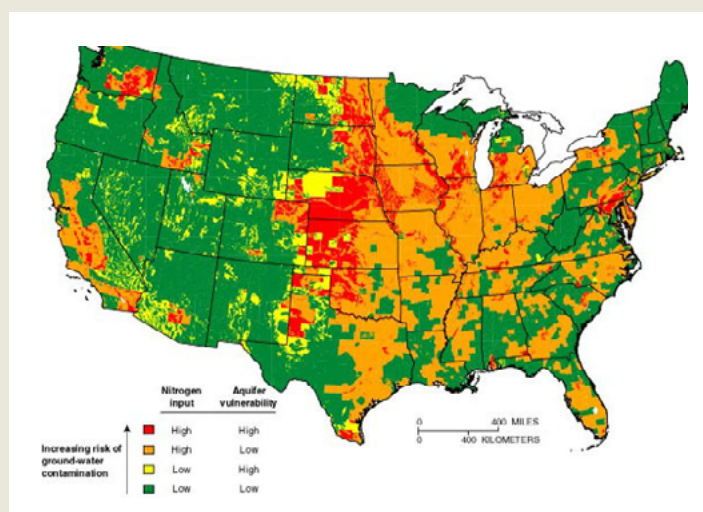 0 400 MILES
0 400 KILOMETERS
Nitrogen input
Aquifer vulnerability
Increasing risk of
ground-water
contamination
High High
High Low
Low High
Low Low